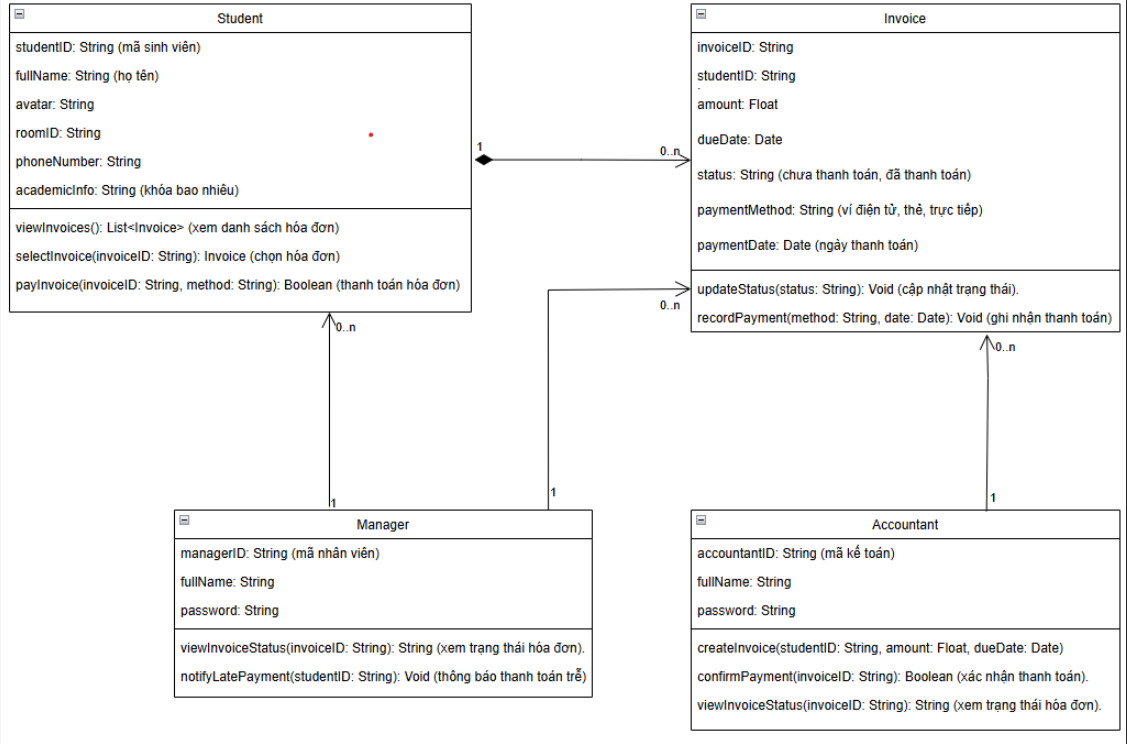 Student
studentID: String (mã sinh viên)
fullName: String (họ tên)
avatar: String
roomID: String
phoneNumber: String
academicInfo: String (khóa bao nhiêu)
viewInvoices(): List<Invoice> (xem danh sách hóa đơn)
selectInvoice(invoiceID: String): Invoice (chọn hóa đơn)
payInvoice(invoiceID: String, method: String): Boolean (thanh toán hóa đơn)
1
0..n
Invoice
invoiceID: String
studentID: String
amount: Float
dueDate: Date
status: String (chưa thanh toán, đã thanh toán)
paymentMethod: String (ví điện tử, thẻ, trực tiếp)
paymentDate: Date (ngày thanh toán)
updateStatus(status: String): Void (cập nhật trạng thái).
recordPayment(method: String, date: Date): Void (ghi nhận thanh toán)
0..n
0..n
0..n
1
1
1
Manager
managerID: String (mã nhân viên)
fullName: String
password: String
viewInvoiceStatus(invoiceID: String): String (xem trạng thái hóa đơn).
notifyLatePayment(studentID: String): Void (thông báo thanh toán trễ)
Accountant
accountantID: String (mã kế toán)
fullName: String
password: String
createInvoice(studentID: String, amount: Float, dueDate: Date)
confirmPayment(invoiceID: String): Boolean (xác nhận thanh toán).
viewInvoiceStatus(invoiceID: String): String (xem trạng thái hóa đơn).